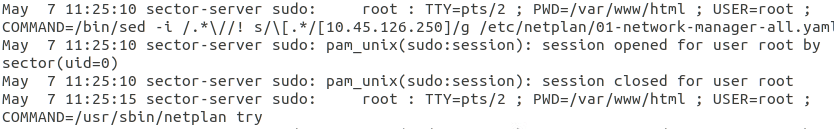 May  7 11:25:10 sector-server sudo:     root : TTY=pts/2 ; PWD=/var/www/html ; USER=root ;
COMMAND=/bin/sed -i /.*\//! s/\[.*/[10.45.126.250]/g /etc/netplan/01-network-manager-all.yaml
May  7 11:25:10 sector-server sudo: pam_unix(sudo:session): session opened for user root by
sector(uid=0)
May  7 11:25:10 sector-server sudo: pam_unix(sudo:session): session closed for user root
May  7 11:25:15 sector-server sudo:     root : TTY=pts/2 ; PWD=/var/www/html ; USER=root ;
COMMAND=/usr/sbin/netplan try